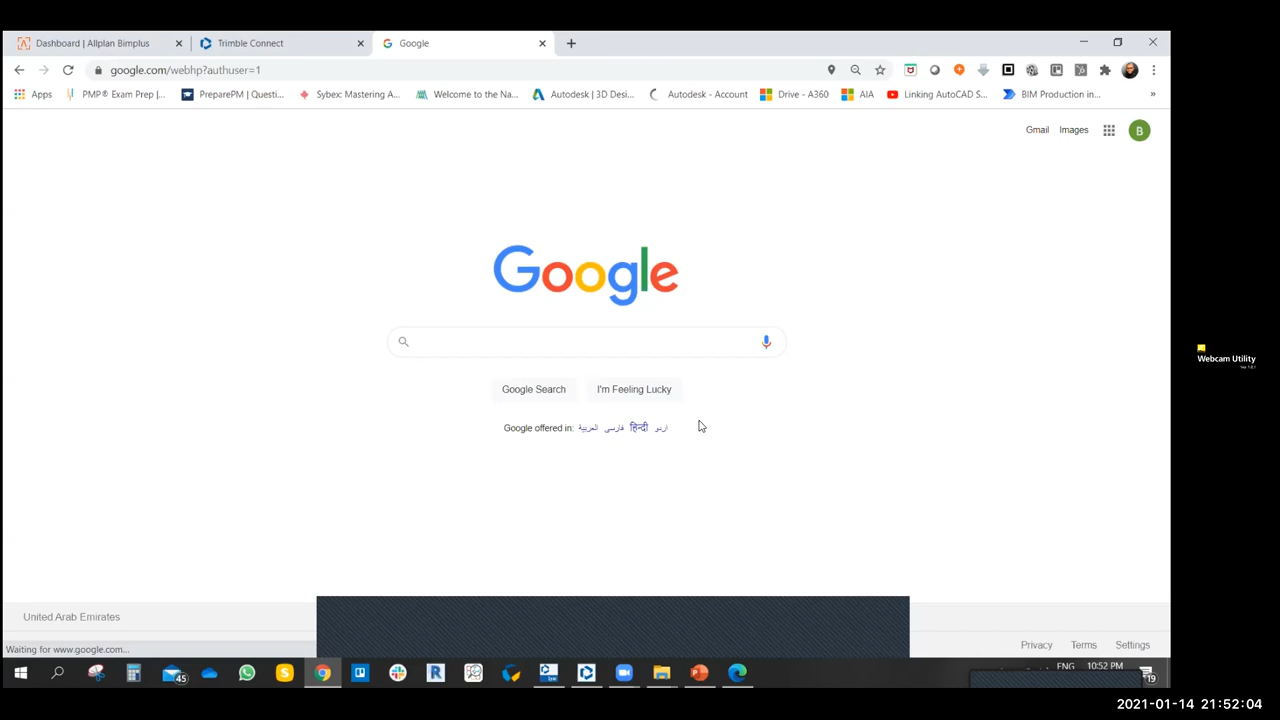 Dashboard | Allplan Bimplus
Trimble Connect
Google
google.com/webhp?authuser=1
Apps
PMP® Exam Prep |...
PreparePM | Questi...
Sybex: Mastering A...
Welcome to the Na...
Autodesk | 3D Desi...
Autodesk - Account
Drive - A360
AIA
Linking AutoCAD S...
BIM Production in...
»
Gmail
Images
B
Google
Google Search
I'm Feeling Lucky
Google offered in: العربية فارسی हिन्दी اردو
United Arab Emirates
Waiting for www.google.com...
Privacy
Terms
Settings
45
ENG
10:52 PM
19
Webcam Utility
2021-01-14 21:52:04